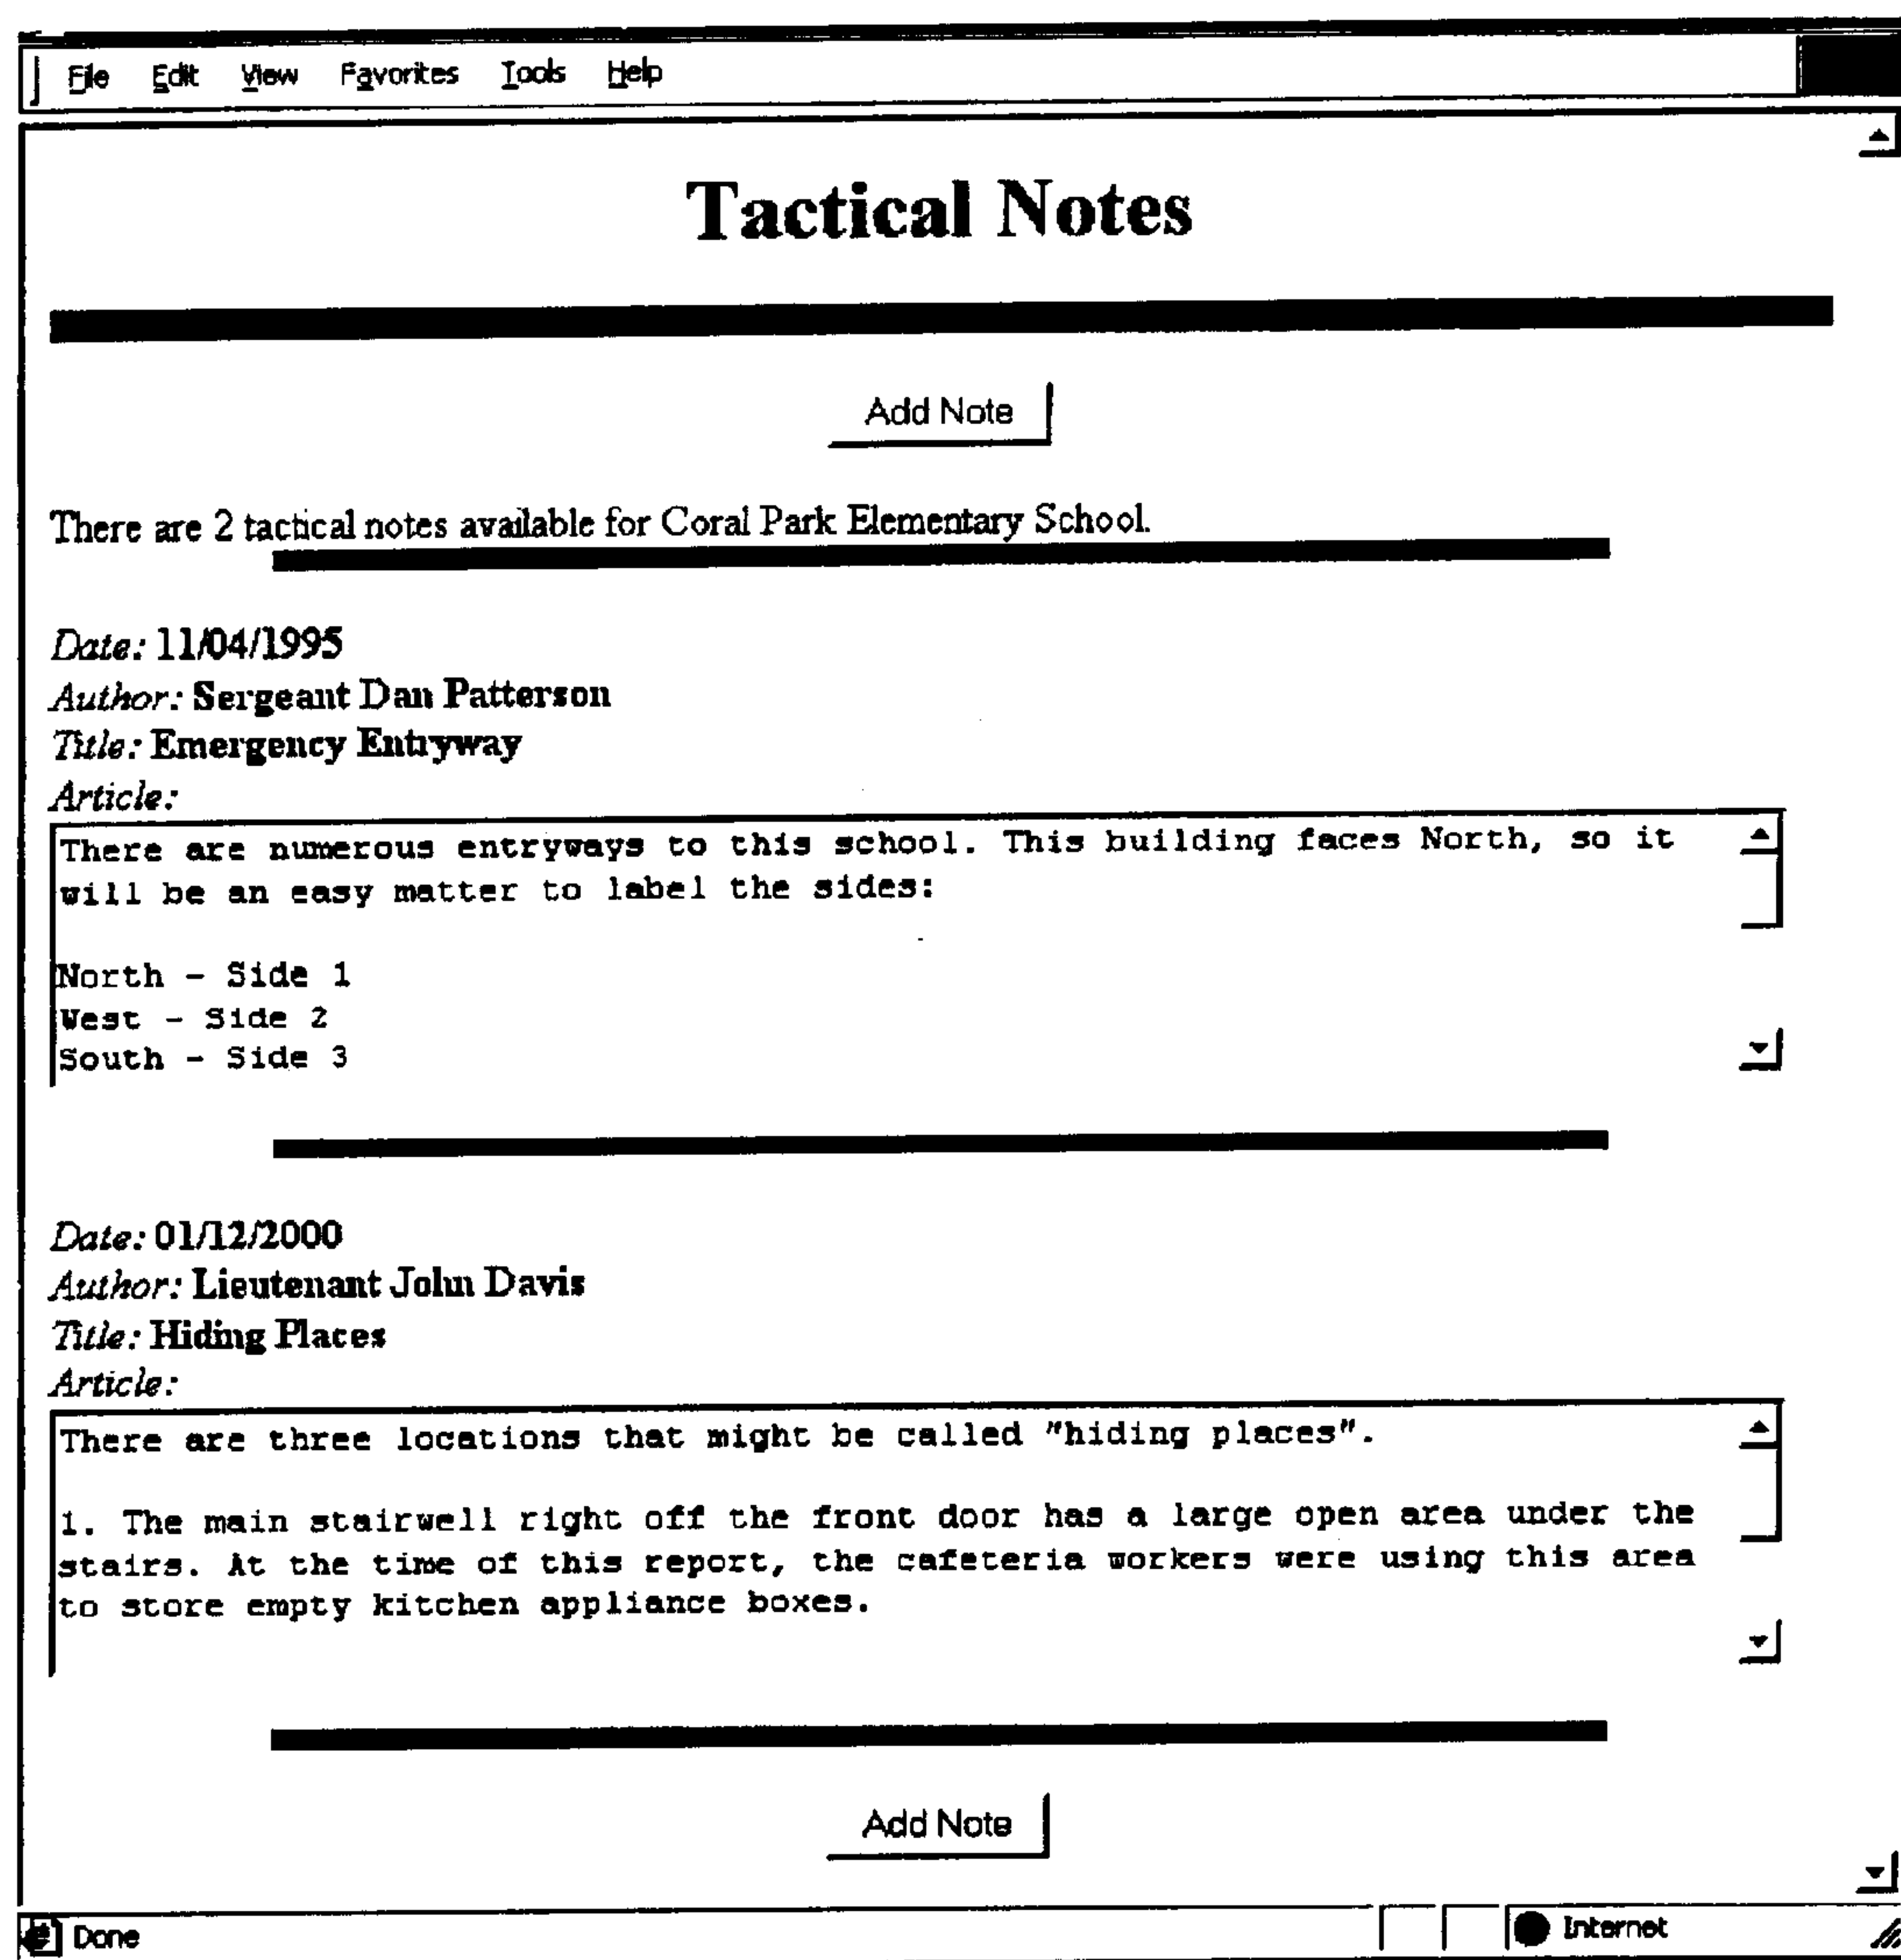 File Edit View Favorites Tools Help
Tactical Notes
Add Note
There are 2 tactical notes available for Coral Park Elementary School.
Date: 11/04/1995
Author: Sergeant Dan Patterson
Title: Emergency Entryway
Article:
There are numerous entryways to this school. This building faces North, so it
will be an easy matter to label the sides:
North - Side 1
West - Side 2
South - Side 3
Date: 01/12/2000
Author: Lieutenant John Davis
Title: Hiding Places
Article:
There are three locations that might be called "hiding places".
1. The main stairwell right off the front door has a large open area under the
stairs. At the time of this report, the cafeteria workers were using this area
to store empty kitchen appliance boxes.
Add Note
Done Internet